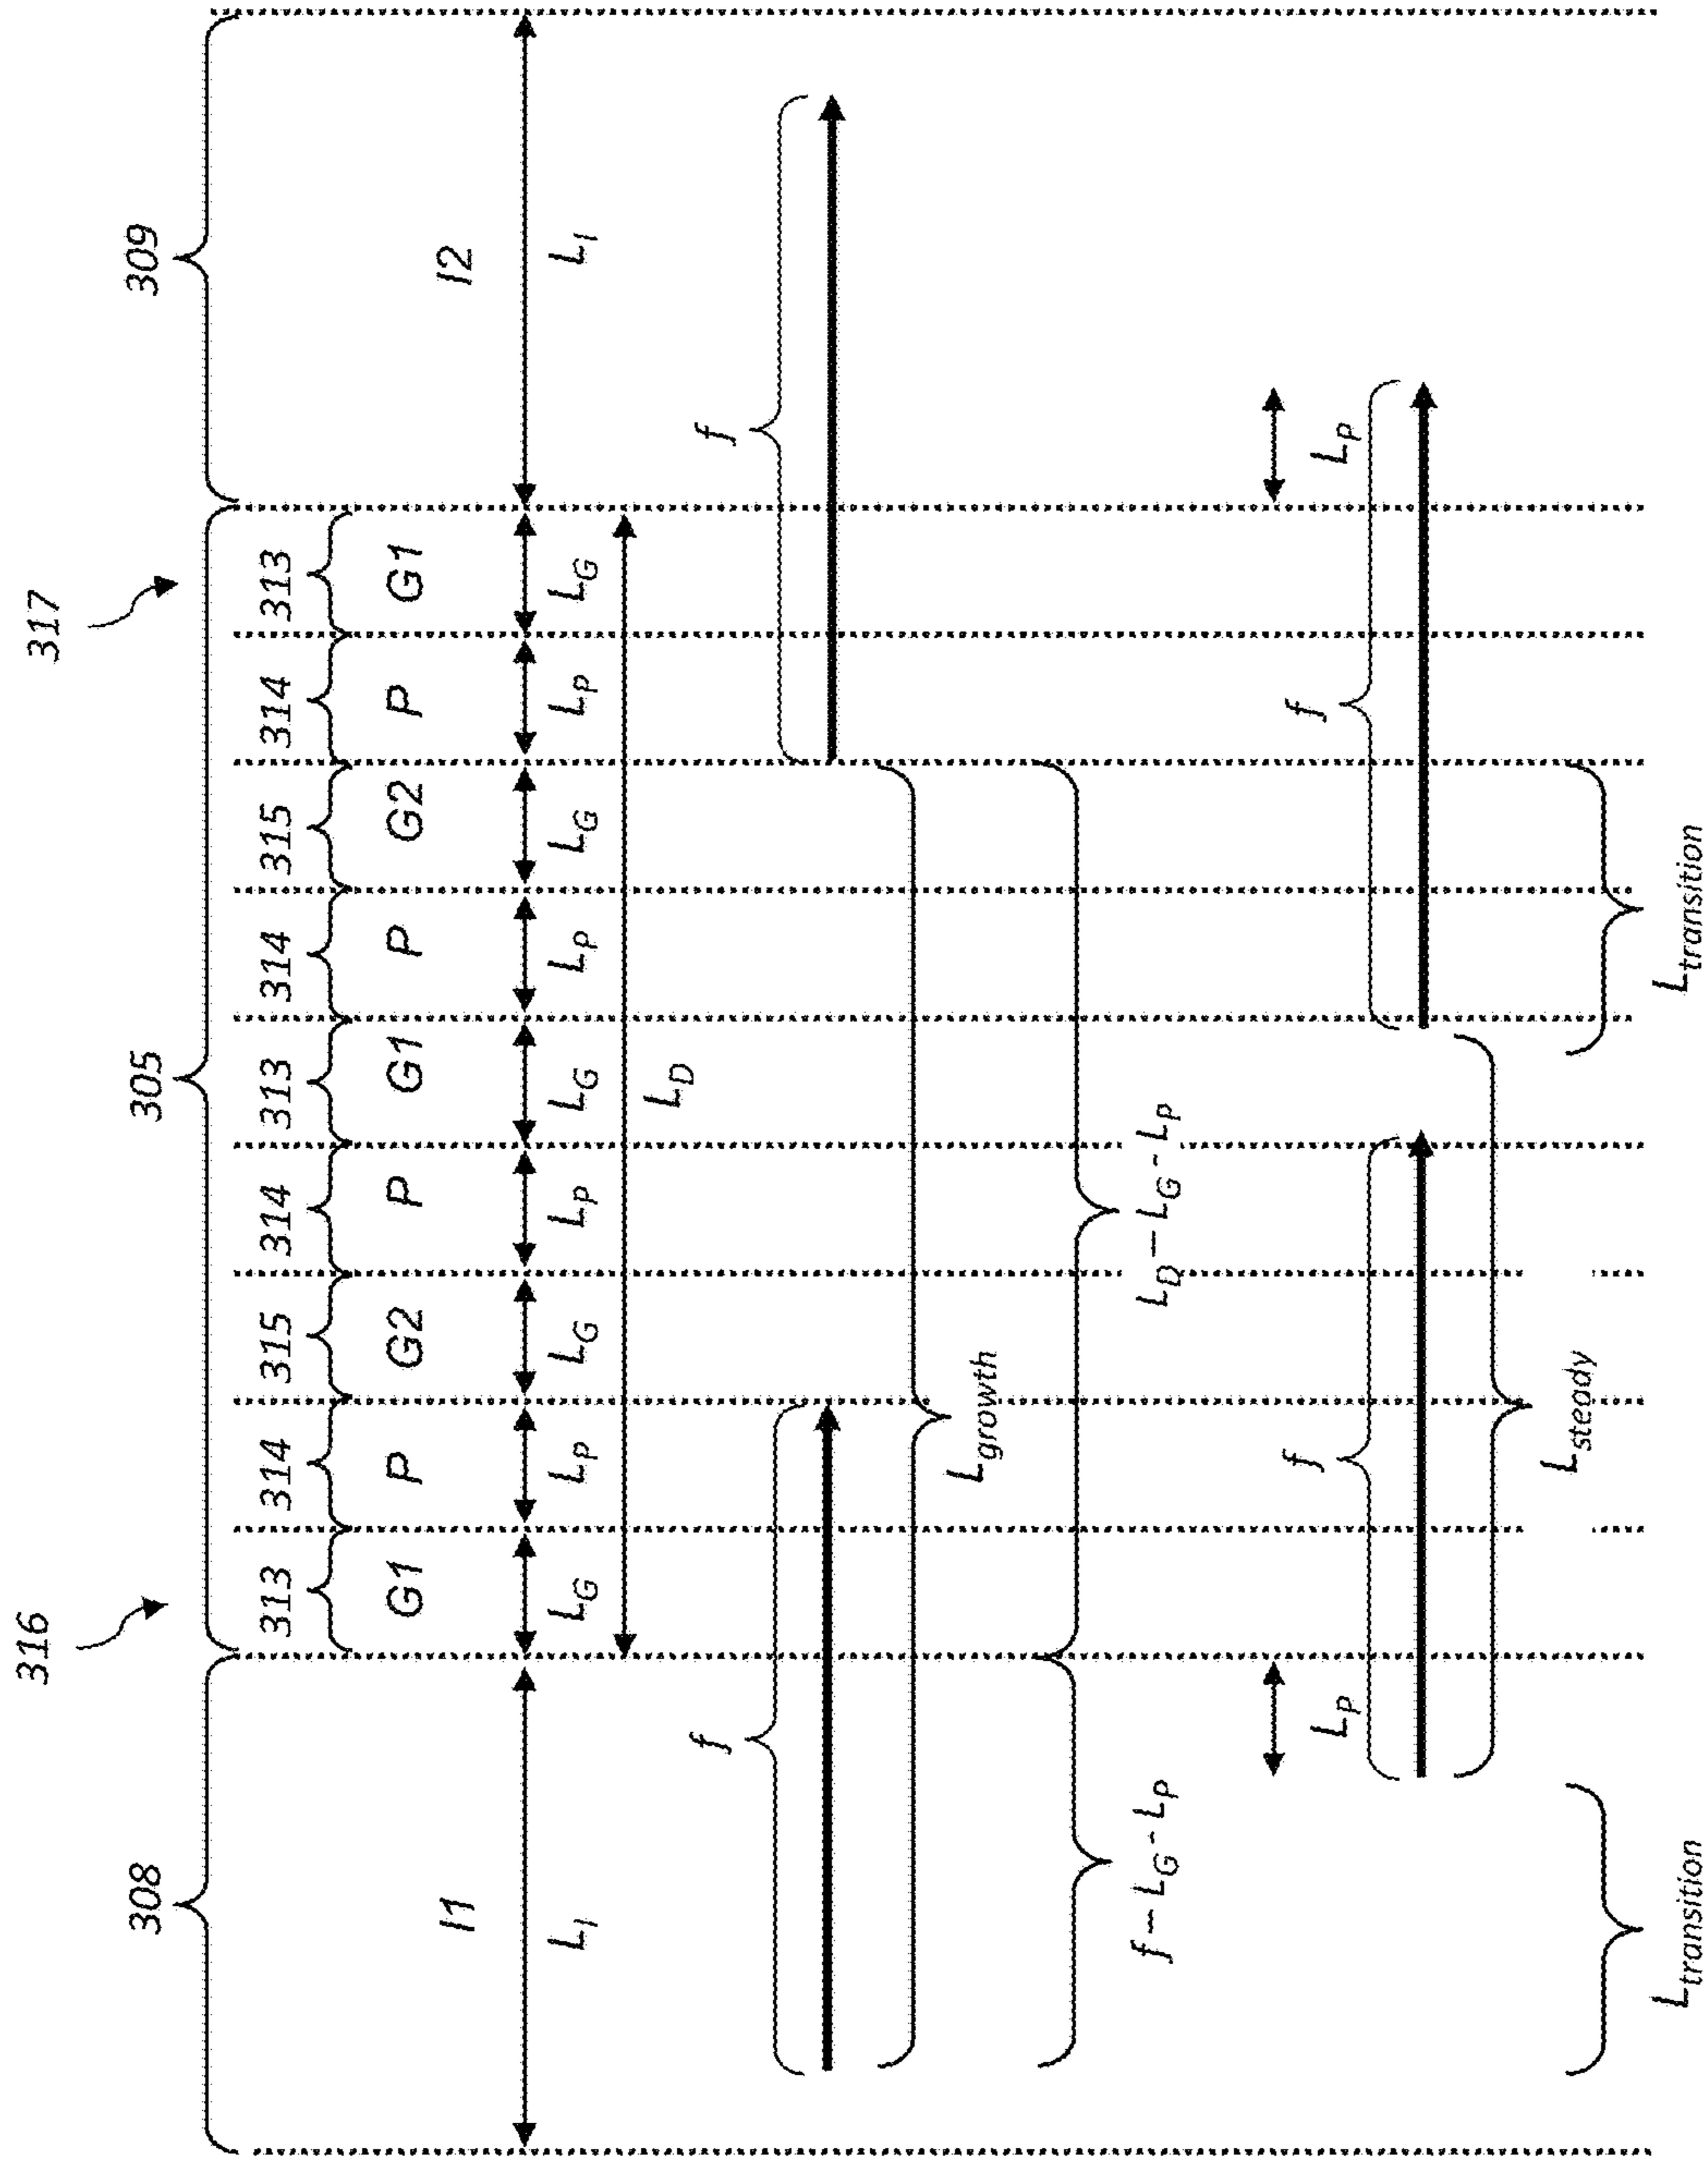 316 317
308 305 309
313 314 315 314 313 314 315 314 313
I1 G1 P G2 P G1 P G2 P G1 I2
L_I L_G L_P L_G L_P L_G L_P L_G L_P L_G L_I
L_D
f f
L_growth
f – L_G - L_P L_D – L_G - L_P
L_P L_P
f f
L_steady
L_transition L_transition